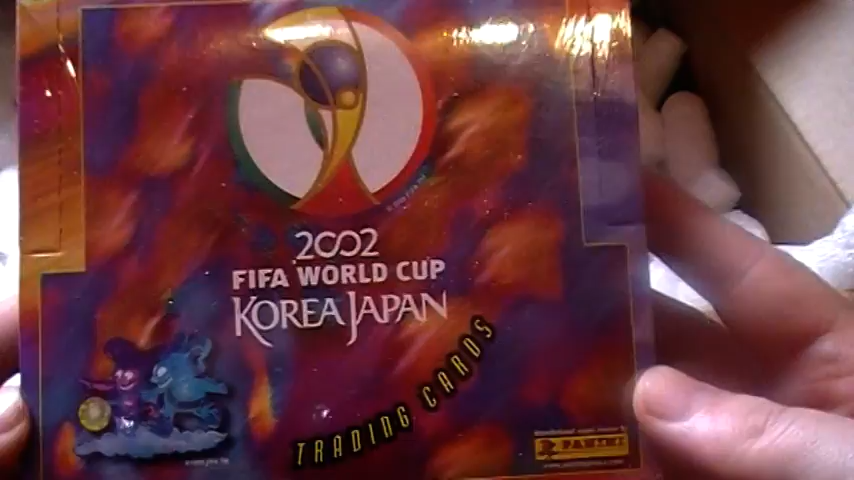 2002
FIFA WORLD CUP
KOREA JAPAN
TRADING CARDS
PANINI